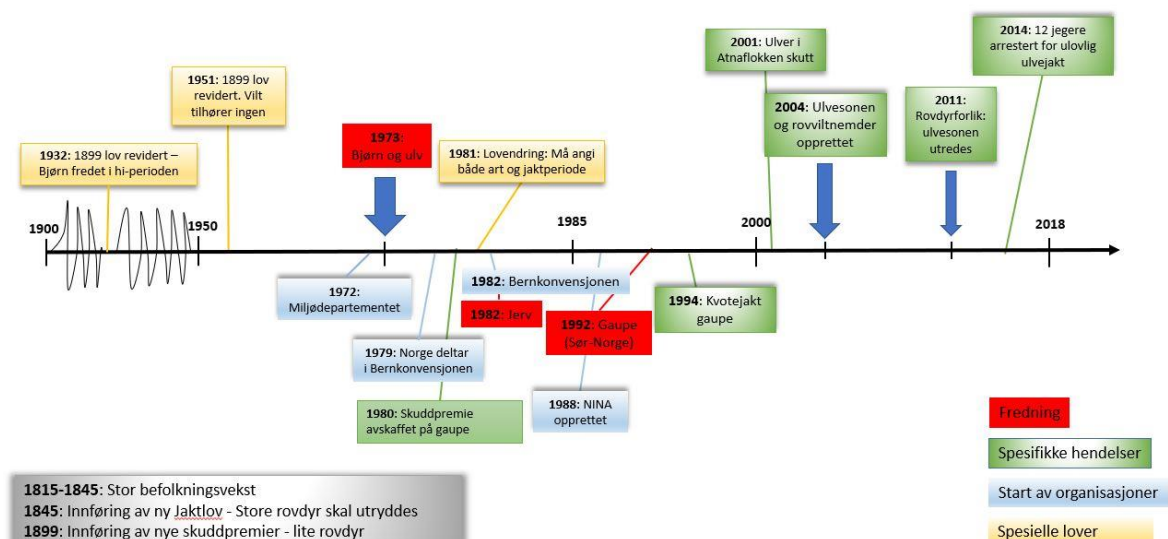 2001: Ulver i
Atnaflokken skutt
2014: 12 jegere
arrestert for ulovlig
ulvejakt
1951: 1899 lov
revidert. Vilt
tilhører ingen
2004: Ulvesonen
og rovviltnemder
opprettet
2011:
Rovdyrforlik:
ulvesonen
utredes
1932: 1899 lov revidert –
Bjørn fredet i hi-perioden
1973:
Bjørn og ulv
1981: Lovendring: Må angi
både art og jaktperiode
1900
1950
1985
2000
2018
1972:
Miljødepartementet
1982: Bernkonvensjonen
1982: Jerv
1992: Gaupe
(Sør-Norge)
1994: Kvotejakt
gaupe
1979: Norge deltar
i Bernkonvensjonen
1980: Skuddpremie
avskaffet på gaupe
1988: NINA
opprettet
Fredning
Spesifikke hendelser
Start av organisasjoner
Spesielle lover
1815-1845: Stor befolkningsvekst
1845: Innføring av ny Jaktlov - Store rovdyr skal utryddes
1899: Innføring av nye skuddpremier - lite rovdyr